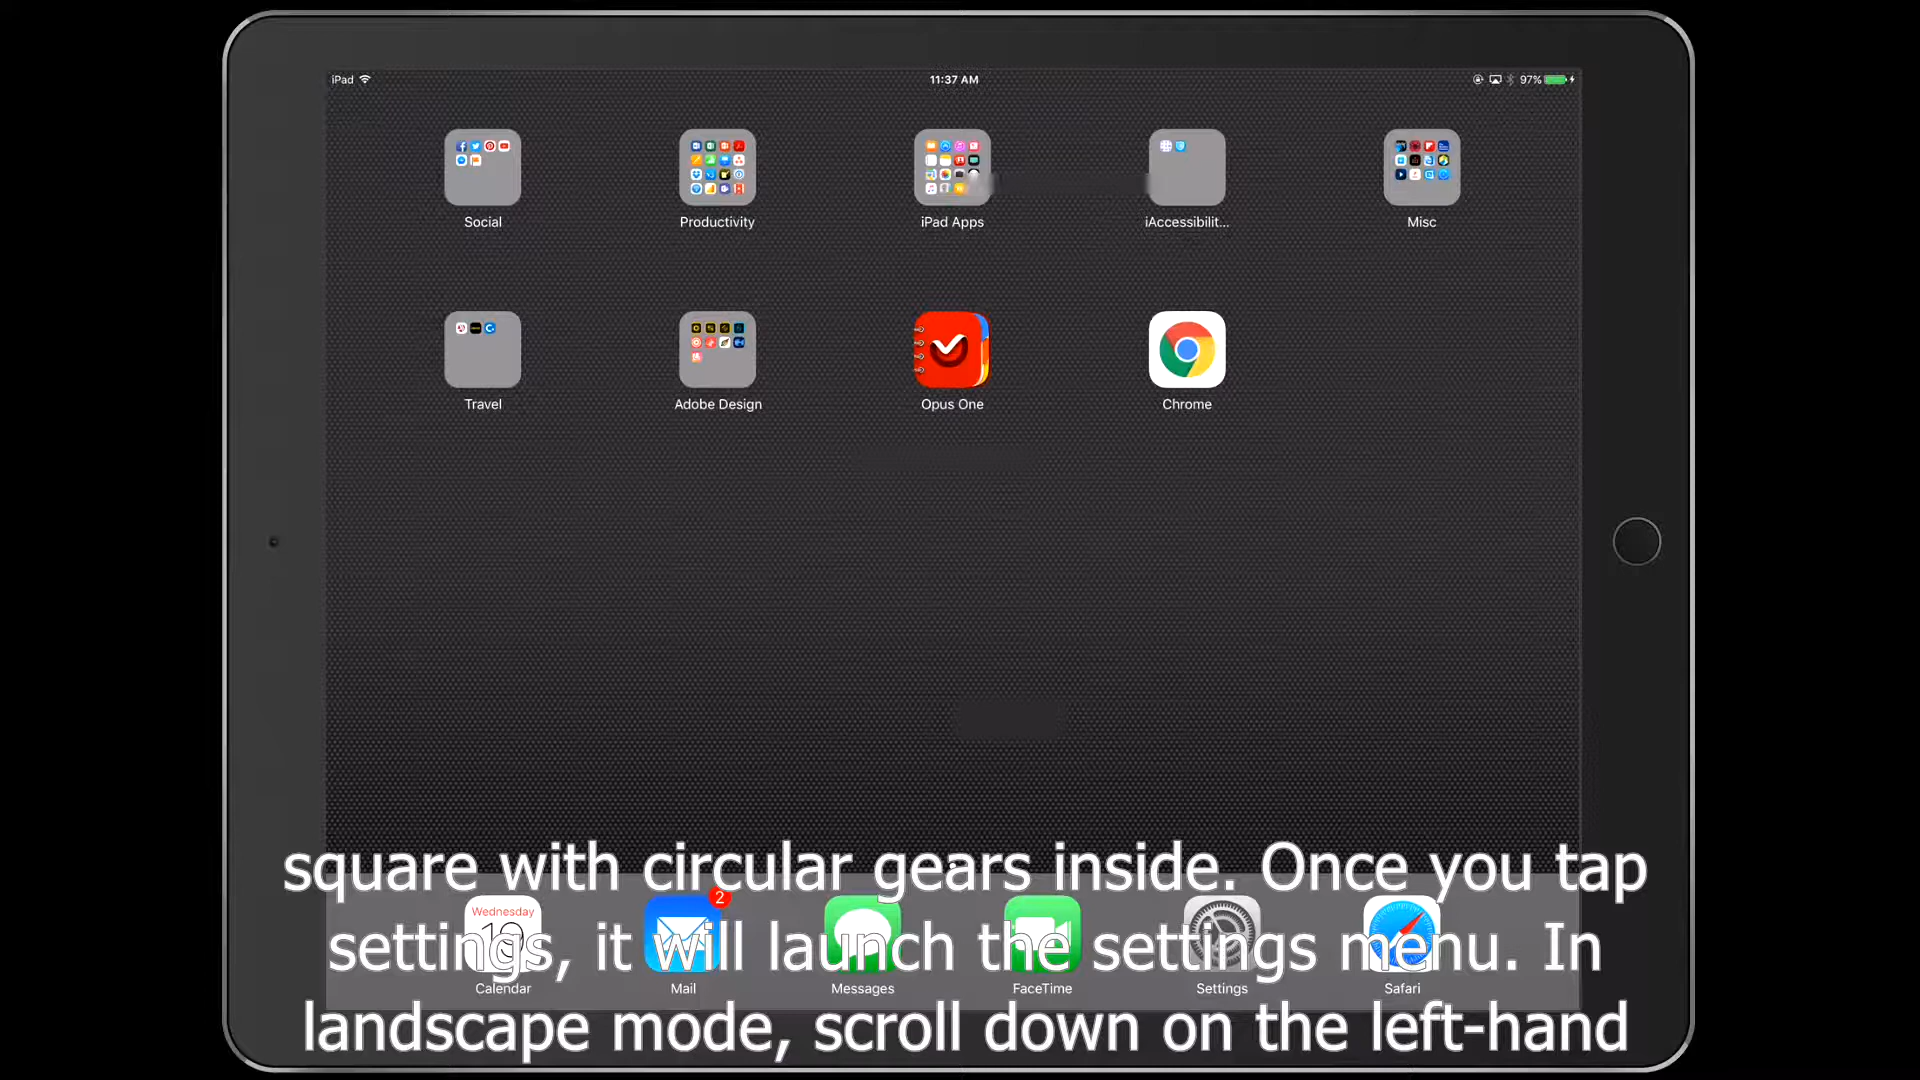 iPad
11:37 AM
97%
Social
Productivity
iPad Apps
iAccessibilit...
Misc
Travel
Adobe Design
Opus One
Chrome
square with circular gears inside. Once you tap
settings, it will launch the settings menu. In
landscape mode, scroll down on the left-hand
Wednesday
2
Calendar
Mail
Messages
FaceTime
Settings
Safari